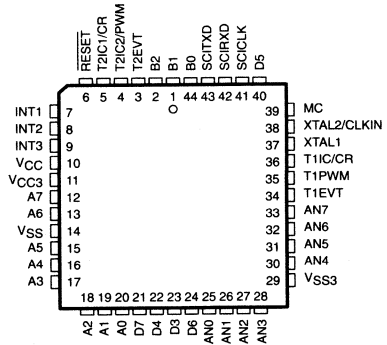 RESET T2IC1/CR T2IC2/PWM T2EVT B2 B1 B0 SCITXD SCIRXD SCICLK D5
6 5 4 3 2 1 44 43 42 41 40
INT1 7
INT2 8
INT3 9
VCC 10
VCC3 11
A7 12
A6 13
VSS 14
A5 15
A4 16
A3 17
39 MC
38 XTAL2/CLKIN
37 XTAL1
36 T1IC/CR
35 T1PWM
34 T1EVT
33 AN7
32 AN6
31 AN5
30 AN4
29 VSS3
18 19 20 21 22 23 24 25 26 27 28
A2 A1 A0 D7 D4 D3 D6 AN0 AN1 AN2 AN3